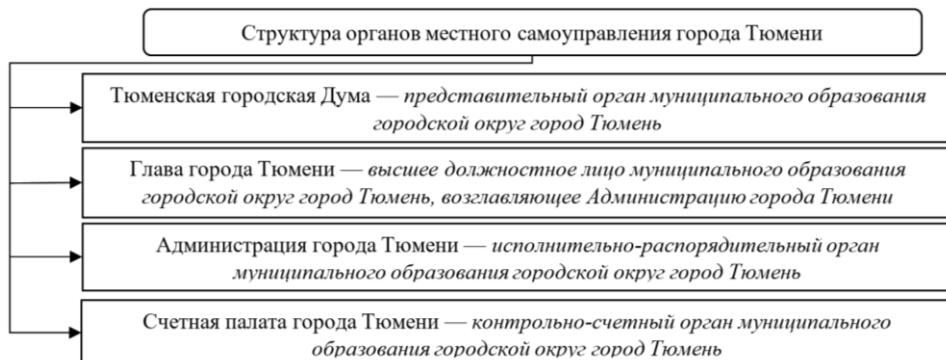 Структура органов местного самоуправления города Тюмени
Тюменская городская Дума — представительный орган муниципального образования
городской округ город Тюмень
Глава города Тюмени — высшее должностное лицо муниципального образования
городской округ город Тюмень, возглавляющее Администрацию города Тюмени
Администрация города Тюмени — исполнительно-распорядительный орган
муниципального образования городской округ город Тюмень
Счетная палата города Тюмени — контрольно-счетный орган муниципального
образования городской округ город Тюмень